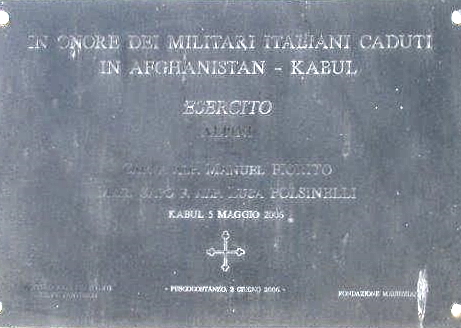 IN ONORE DEI MILITARI ITALIANI CADUTI
IN AFGHANISTAN - KABUL
ESERCITO
ALPINI
MANUEL FIORITO
LUCA POLSINELLI
KABUL 5 MAGGIO 2006
- PESCOCOSTANZO, 2 GIUGNO 2006 -
FONDAZIONE